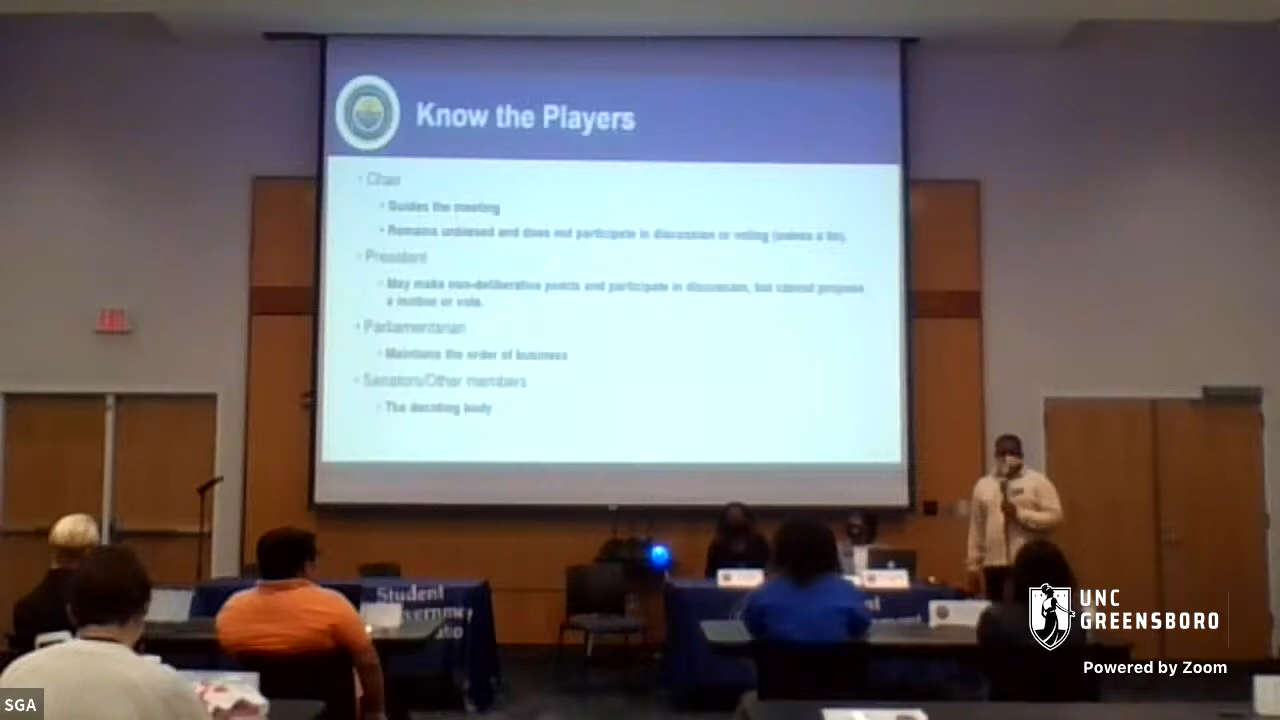 Know the Players
• Chair
• Guides the meeting
• Remains unbiased and does not participate in discussion or voting (unless a tie).
• President
• May make non-deliberative points and participate in discussion, but cannot propose
a motion or vote.
• Parliamentarian
• Maintains the order of business
• Senators/Other members
• The deciding body
Student
UNC
GREENSBORO
Powered by Zoom
SGA